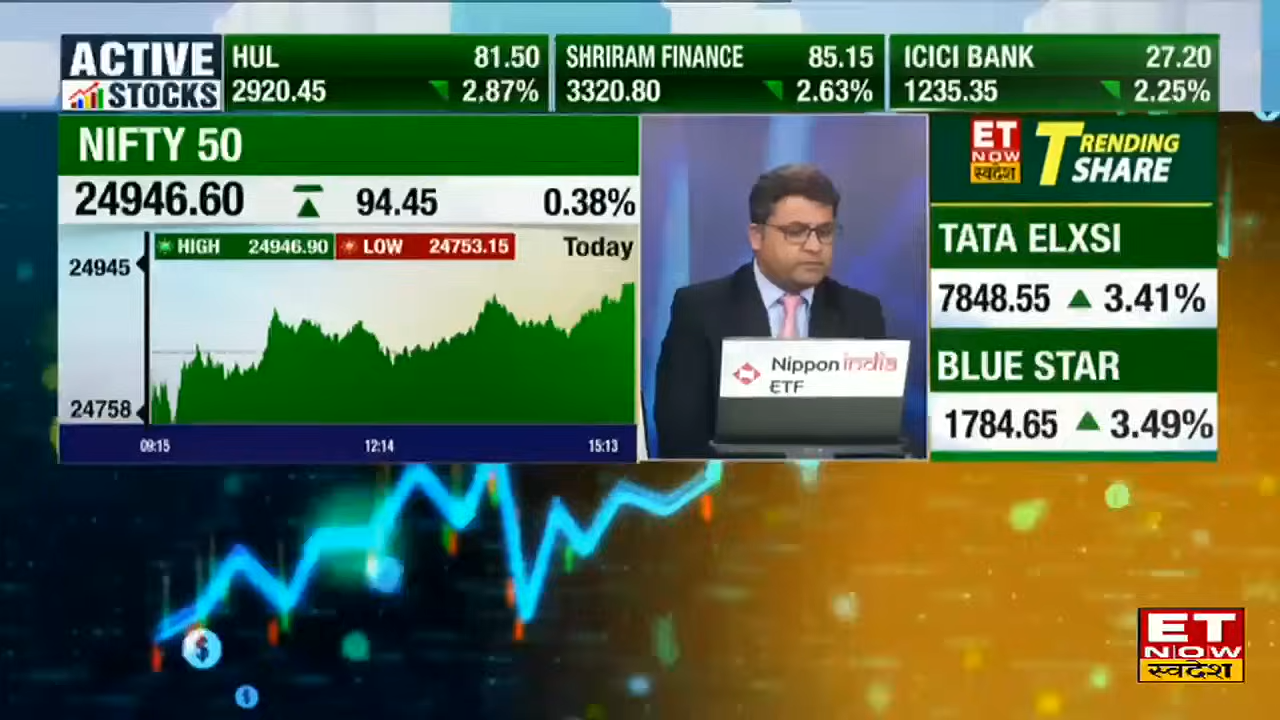 ACTIVE
STOCKS
HUL 81.50
2920.45 2.87%
SHRIRAM FINANCE 85.15
3320.80 2.63%
ICICI BANK 27.20
1235.35 2.25%
NIFTY 50
24946.60 94.45 0.38%
HIGH 24946.90 LOW 24753.15 Today
24945
24758
09:15 12:14 15:13
Nippon india
ETF
ET
NOW
स्वदेश
TRENDING
SHARE
TATA ELXSI
7848.55 3.41%
BLUE STAR
1784.65 3.49%
$
ET
NOW
स्वदेश